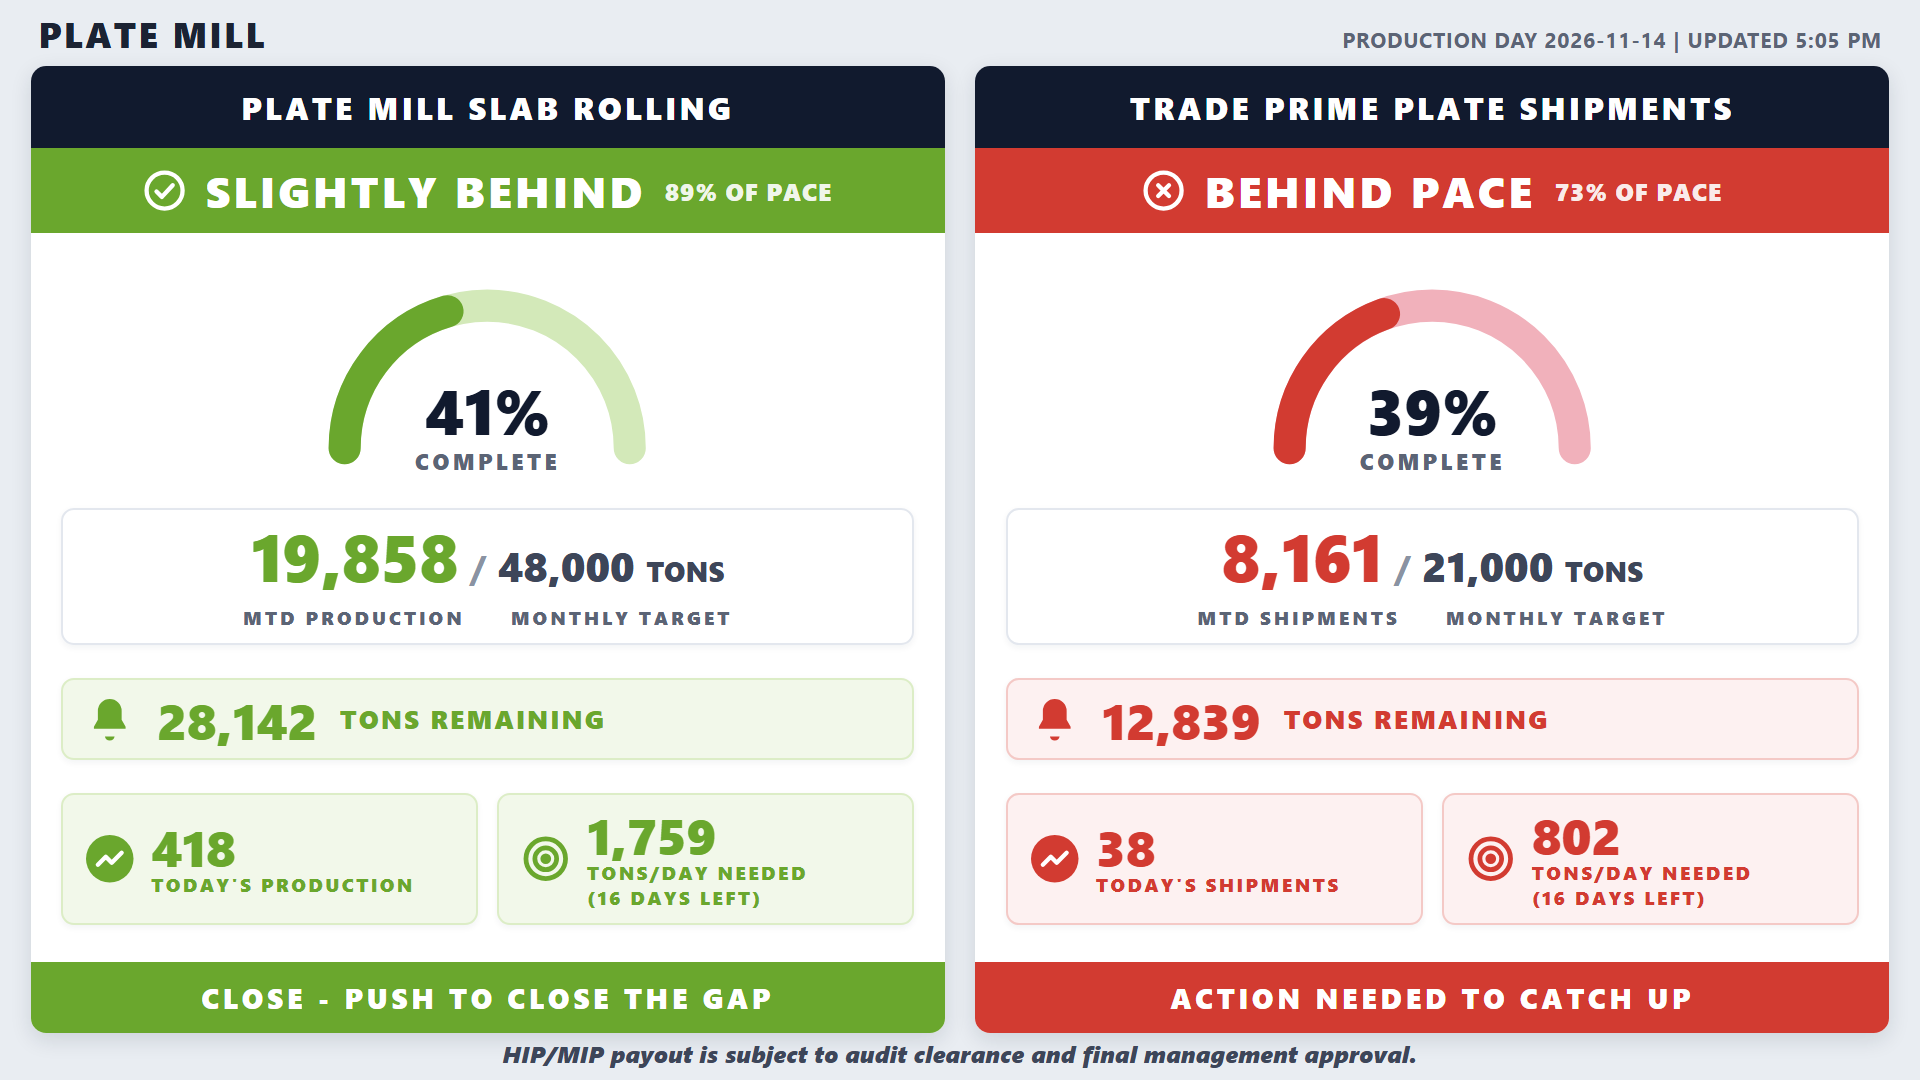 PLATE MILL
PRODUCTION DAY 2026-11-14 | UPDATED 5:05 PM
PLATE MILL SLAB ROLLING
SLIGHTLY BEHIND 89% OF PACE
41%
COMPLETE
19,858 / 48,000 TONS
MTD PRODUCTION MONTHLY TARGET
28,142 TONS REMAINING
418
TODAY'S PRODUCTION
1,759
TONS/DAY NEEDED
(16 DAYS LEFT)
CLOSE - PUSH TO CLOSE THE GAP
TRADE PRIME PLATE SHIPMENTS
BEHIND PACE 73% OF PACE
39%
COMPLETE
8,161 / 21,000 TONS
MTD SHIPMENTS MONTHLY TARGET
12,839 TONS REMAINING
38
TODAY'S SHIPMENTS
802
TONS/DAY NEEDED
(16 DAYS LEFT)
ACTION NEEDED TO CATCH UP
HIP/MIP payout is subject to audit clearance and final management approval.